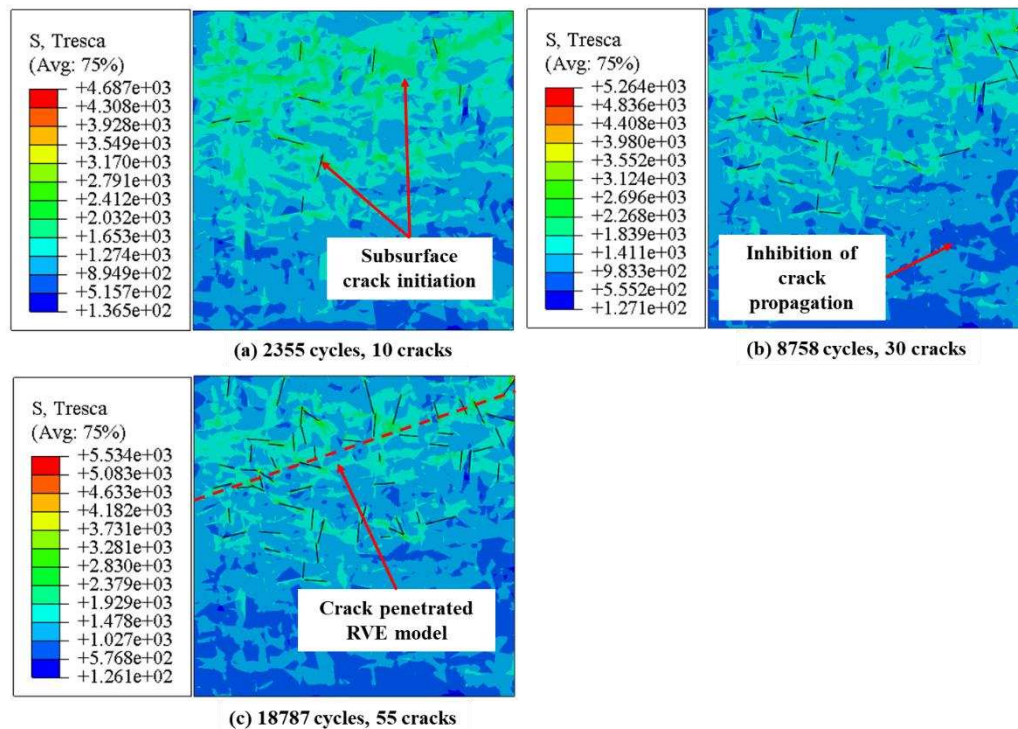 S, Tresca
(Avg: 75%)
+4.687e+03
+4.308e+03
+3.928e+03
+3.549e+03
+3.170e+03
+2.791e+03
+2.412e+03
+2.032e+03
+1.653e+03
+1.274e+03
+8.949e+02
+5.157e+02
+1.365e+02
Subsurface
crack initiation
(a) 2355 cycles, 10 cracks
S, Tresca
(Avg: 75%)
+5.264e+03
+4.836e+03
+4.408e+03
+3.980e+03
+3.552e+03
+3.124e+03
+2.696e+03
+2.268e+03
+1.839e+03
+1.411e+03
+9.833e+02
+5.552e+02
+1.271e+02
Inhibition of
crack
propagation
(b) 8758 cycles, 30 cracks
S, Tresca
(Avg: 75%)
+5.534e+03
+5.083e+03
+4.633e+03
+4.182e+03
+3.731e+03
+3.281e+03
+2.830e+03
+2.379e+03
+1.929e+03
+1.478e+03
+1.027e+03
+5.768e+02
+1.261e+02
Crack penetrated
RVE model
(c) 18787 cycles, 55 cracks